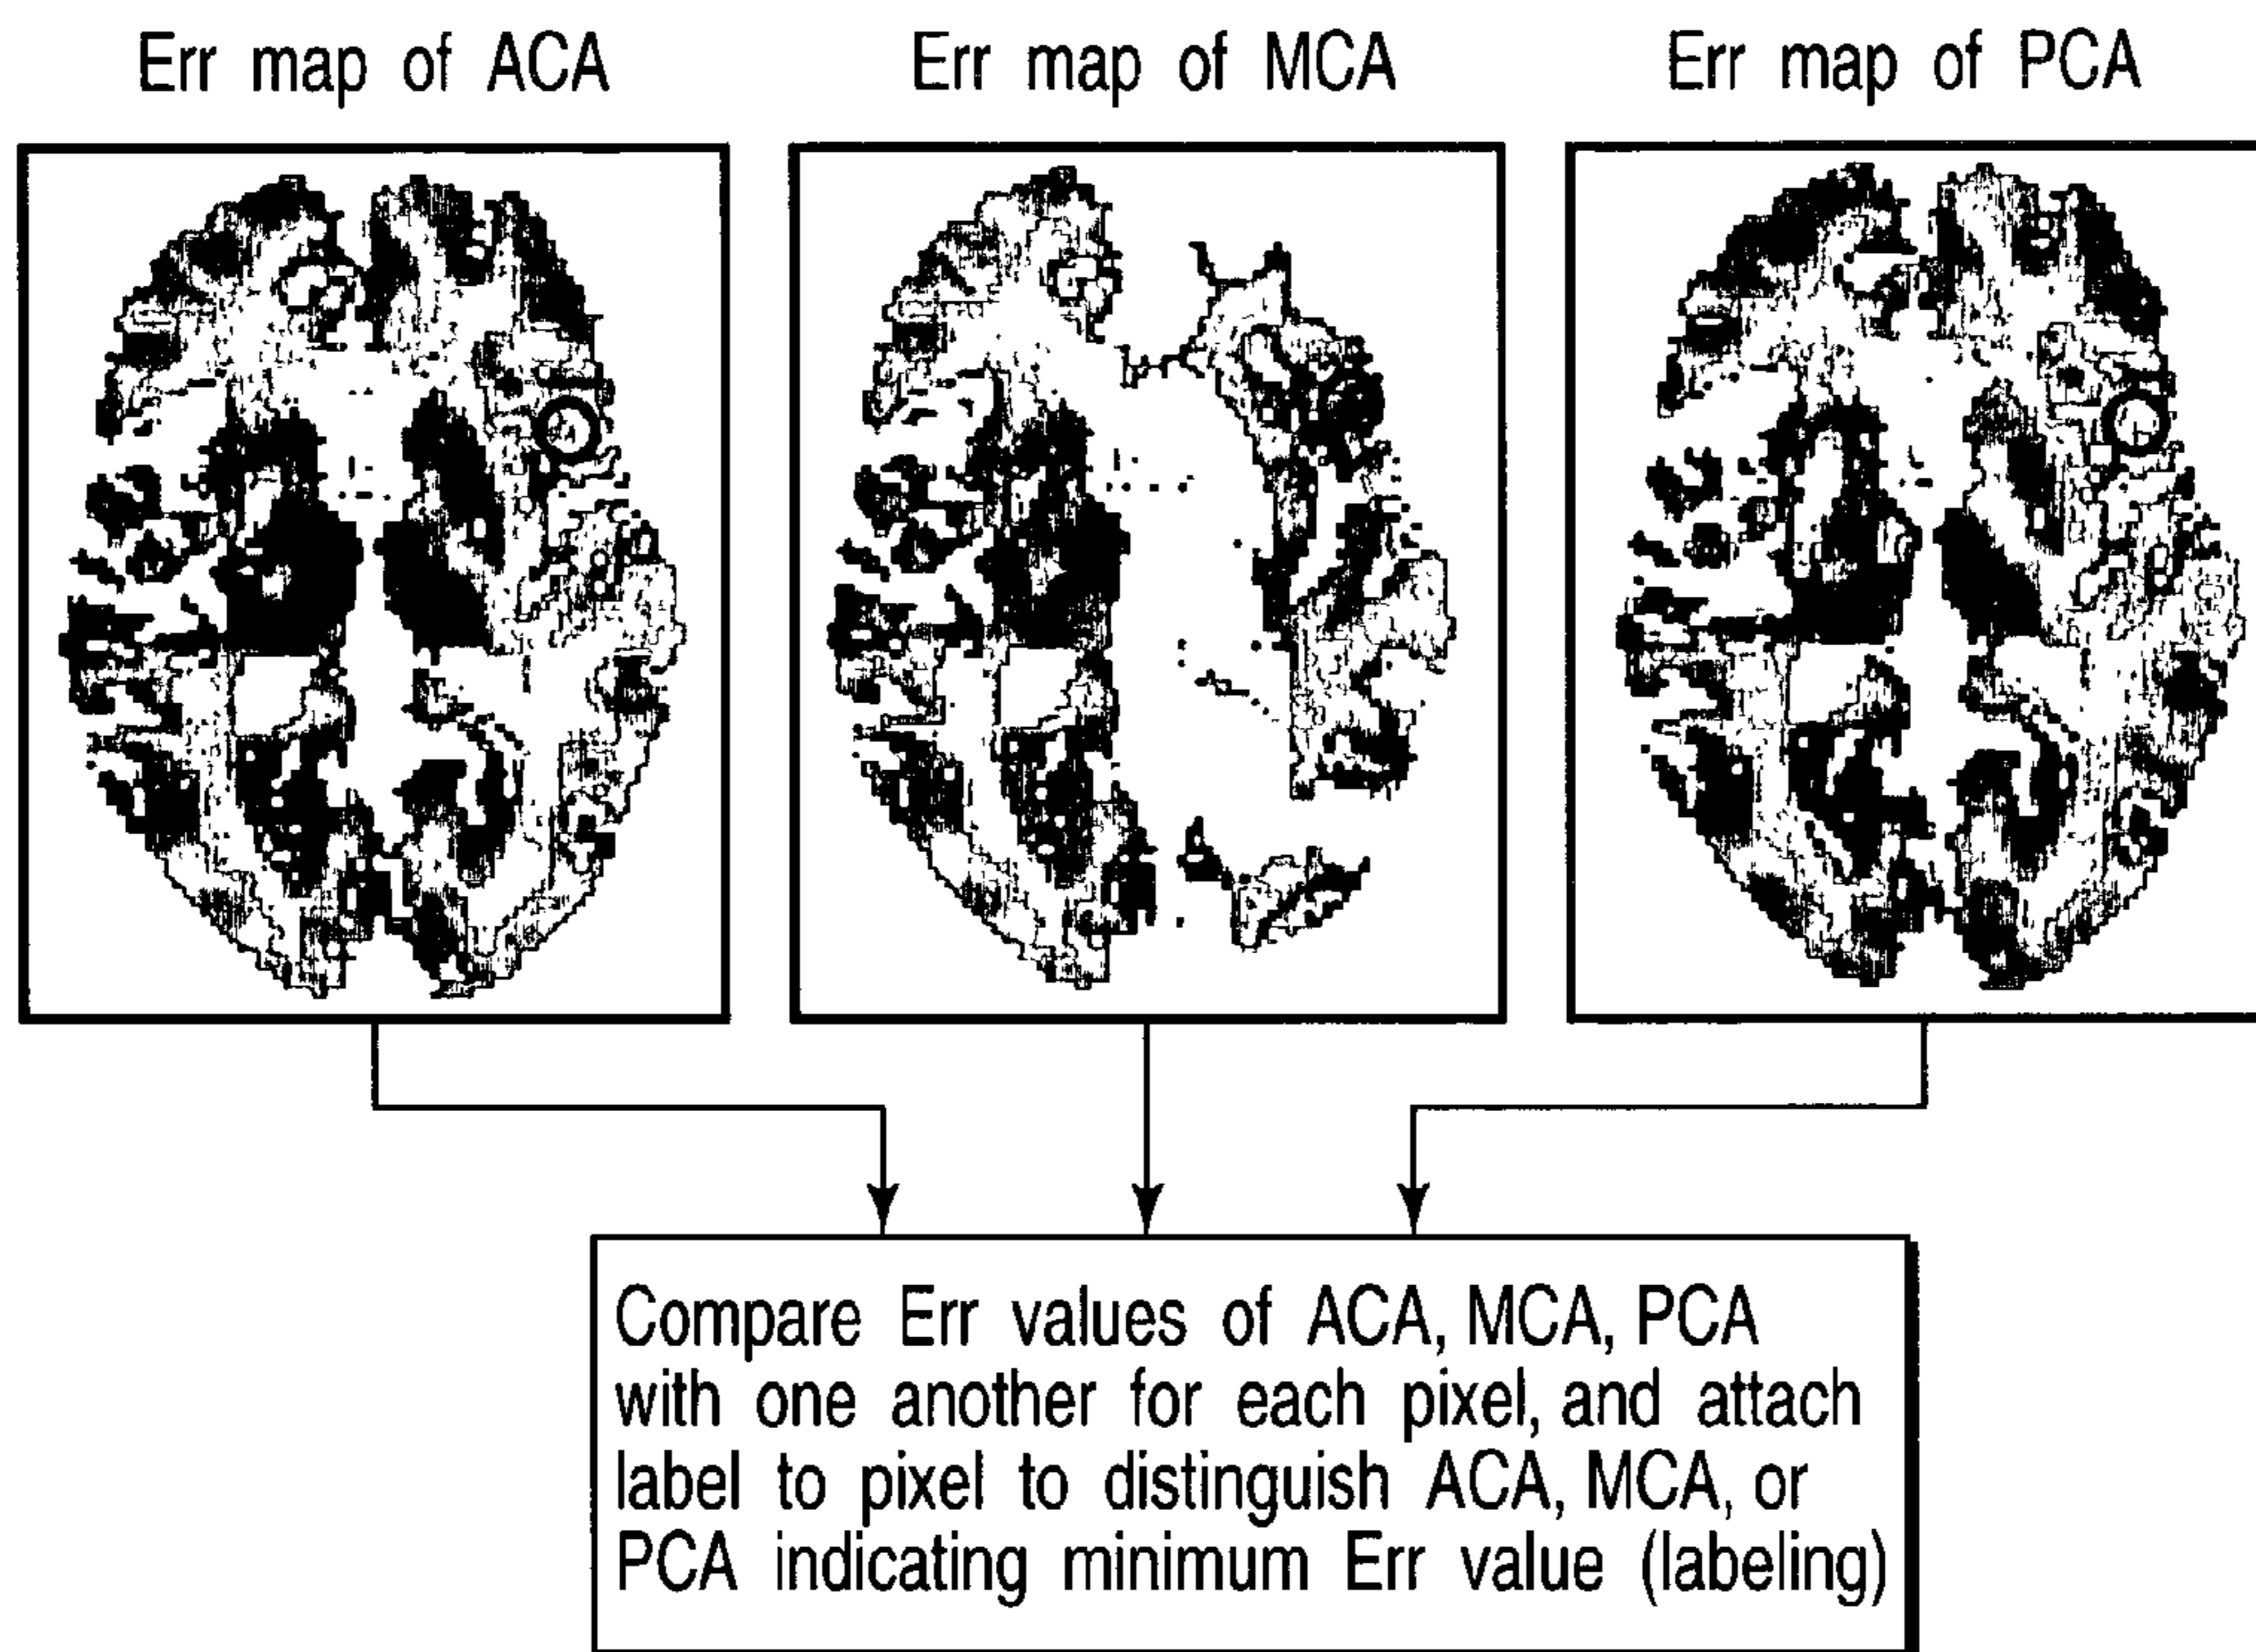 Err map of ACA
Err map of MCA
Err map of PCA
Compare Err values of ACA, MCA, PCA
with one another for each pixel, and attach
label to pixel to distinguish ACA, MCA, or
PCA indicating minimum Err value (labeling)